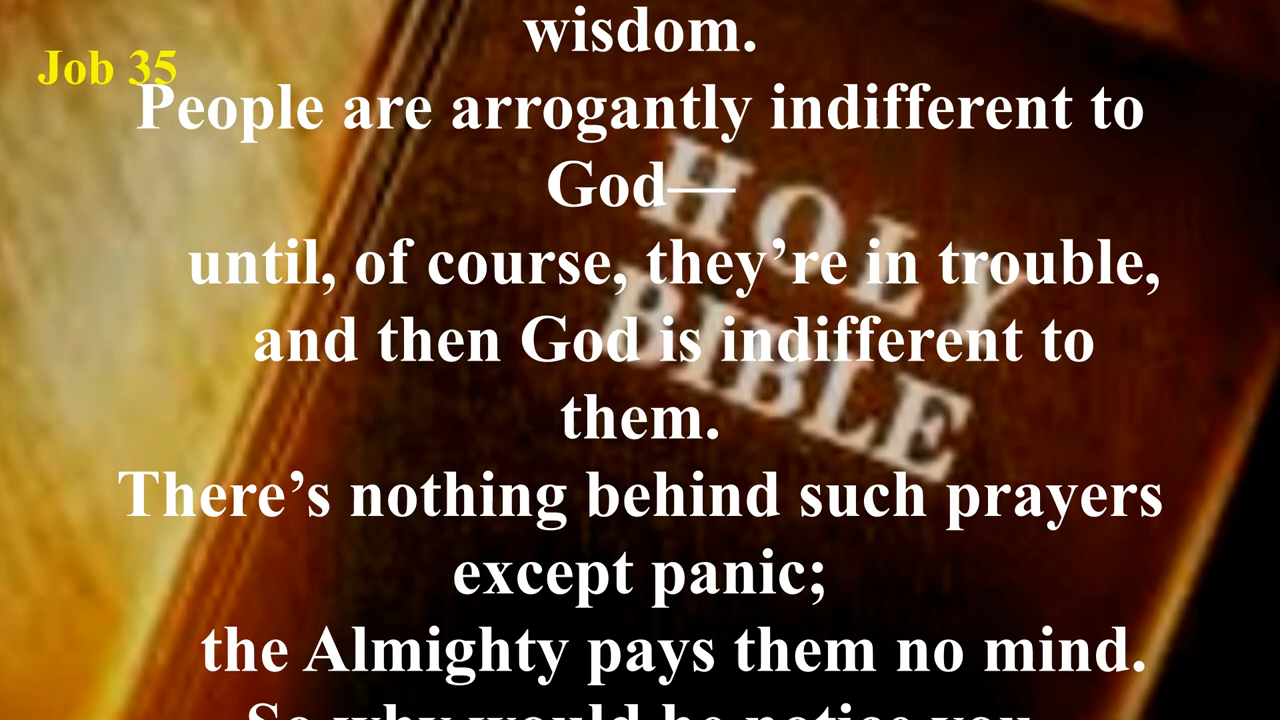 wisdom.
Job 35
People are arrogantly indifferent to
God—
until, of course, they’re in trouble,
and then God is indifferent to
them.
There’s nothing behind such prayers
except panic;
the Almighty pays them no mind.
So why would he notice you
HOLY
BIBLE